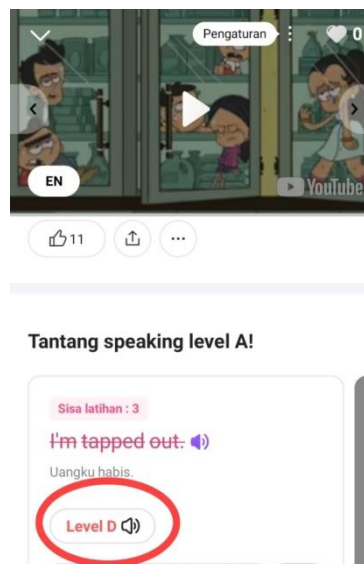 Pengaturan
0
EN
YouTube
11
Tantang speaking level A!
Sisa latihan : 3
I'm tapped out.
Uangku habis.
Level D